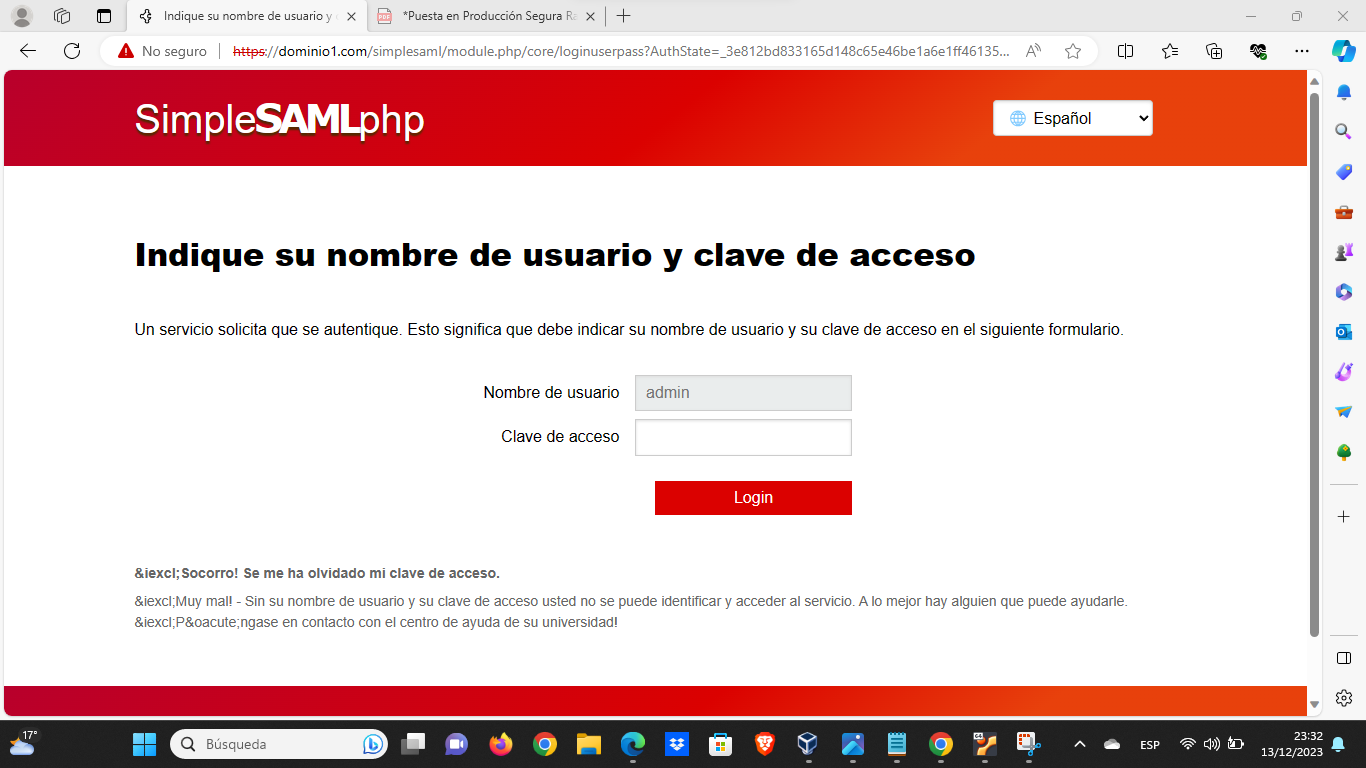 Indique su nombre de usuario y
*Puesta en Producción Segura Ra
No seguro
https://dominio1.com/simplesaml/module.php/core/loginuserpass?AuthState=_3e812bd833165d148c65e46be1a6e1ff46135...
SimpleSAMLphp
Español
Indique su nombre de usuario y clave de acceso
Un servicio solicita que se autentique. Esto significa que debe indicar su nombre de usuario y su clave de acceso en el siguiente formulario.
Nombre de usuario
admin
Clave de acceso
Login
&iexcl;Socorro! Se me ha olvidado mi clave de acceso.
&iexcl;Muy mal! - Sin su nombre de usuario y su clave de acceso usted no se puede identificar y acceder al servicio. A lo mejor hay alguien que puede ayudarle.
&iexcl;P&oacute;ngase en contacto con el centro de ayuda de su universidad!
17°
Búsqueda
ESP
23:32
13/12/2023